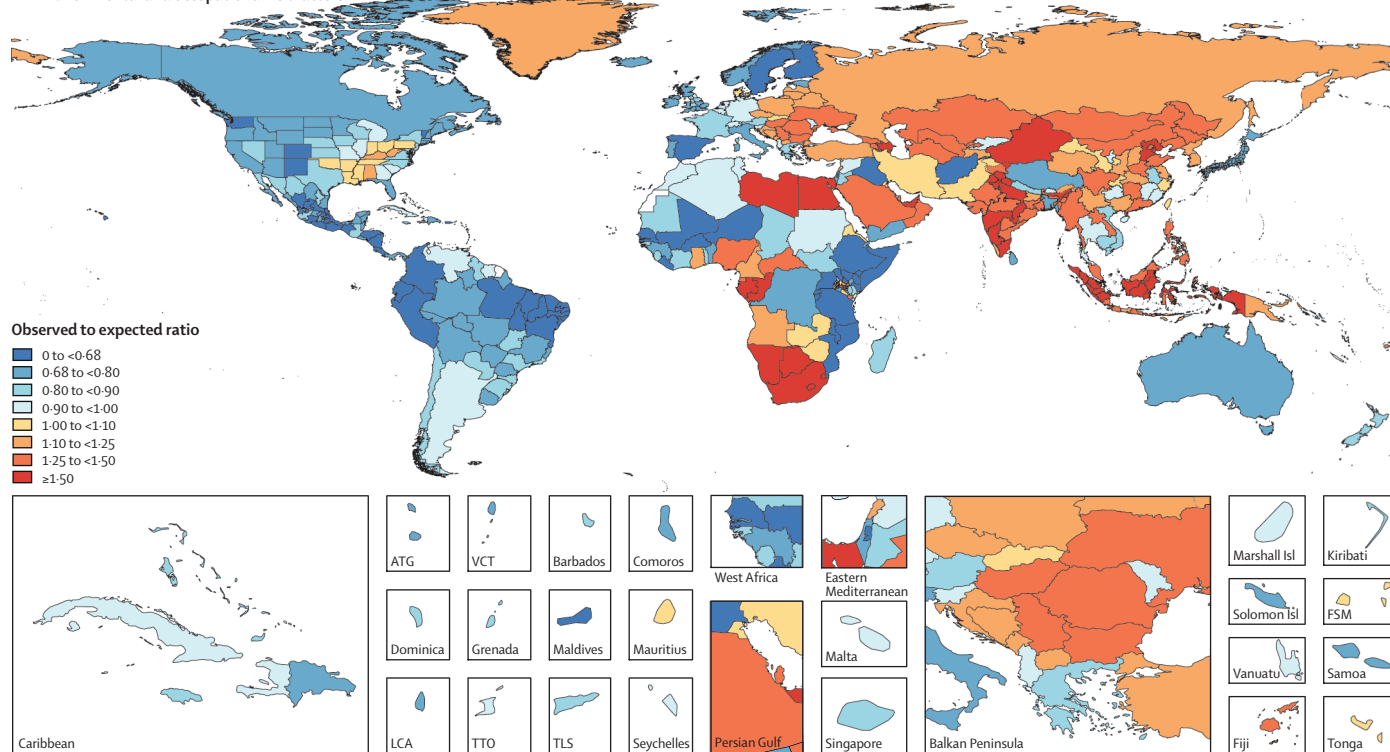 Observed to expected ratio
0 to <0·68
0·68 to <0·80
0·80 to <0·90
0·90 to <1·00
1·00 to <1·10
1·10 to <1·25
1·25 to <1·50
≥1·50
Caribbean
ATG
VCT
Barbados
Comoros
Dominica
Grenada
Maldives
Mauritius
LCA
TTO
TLS
Seychelles
West Africa
Eastern
Mediterranean
Persian Gulf
Malta
Singapore
Balkan Peninsula
Marshall Isl
Kiribati
Solomon Isl
FSM
Vanuatu
Samoa
Fiji
Tonga